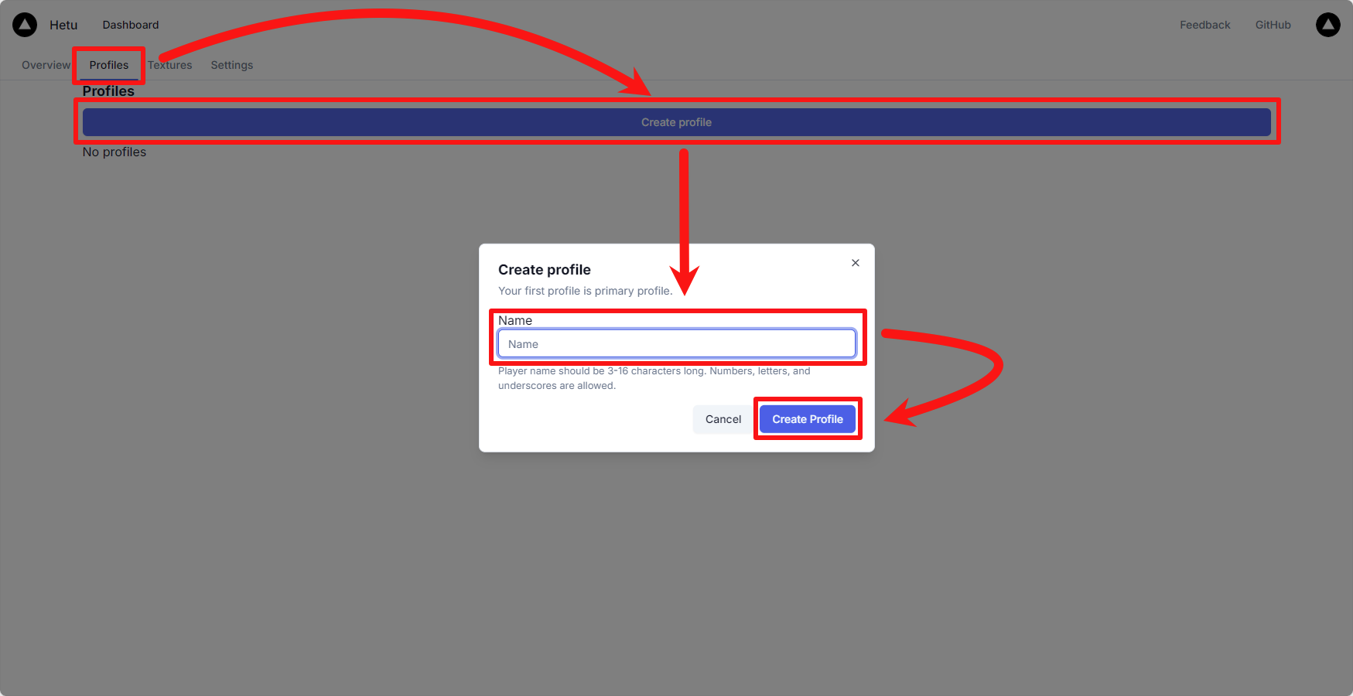 Hetu
Dashboard
Feedback
GitHub
Overview
Profiles
Textures
Settings
Profiles
Create profile
No profiles
Create profile
Your first profile is primary profile.
Name
Name
Player name should be 3-16 characters long. Numbers, letters, and
underscores are allowed.
Cancel
Create Profile